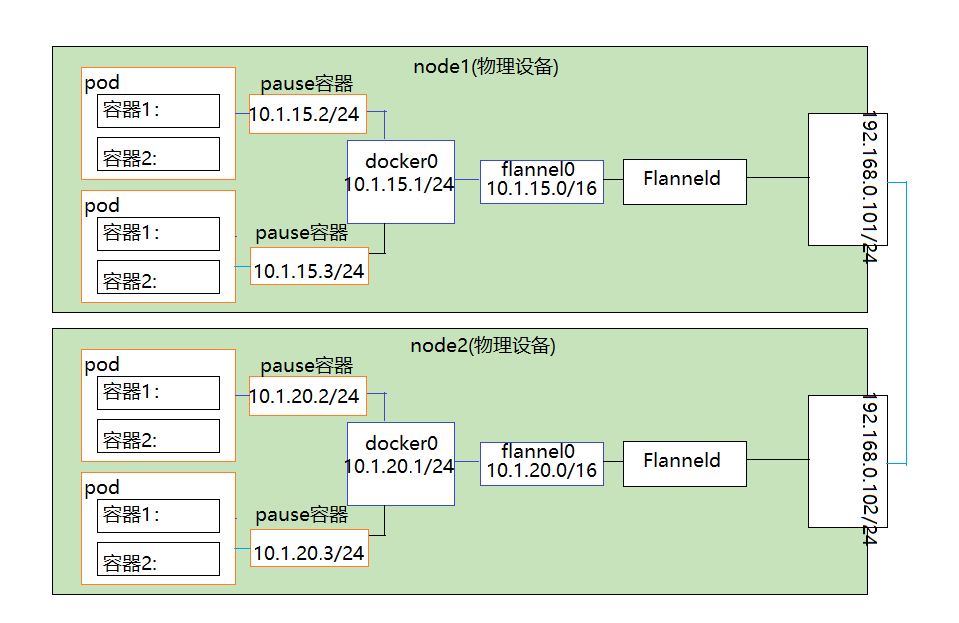 node1(物理设备)
pod
容器1：
容器2:
pause容器
10.1.15.2/24
docker0
10.1.15.1/24
flannel0
10.1.15.0/16
Flanneld
192.168.0.101/24
pod
容器1：
容器2:
pause容器
10.1.15.3/24
node2(物理设备)
pod
容器1：
容器2:
pause容器
10.1.20.2/24
docker0
10.1.20.1/24
flannel0
10.1.20.0/16
Flanneld
192.168.0.102/24
pod
容器1：
容器2:
pause容器
10.1.20.3/24